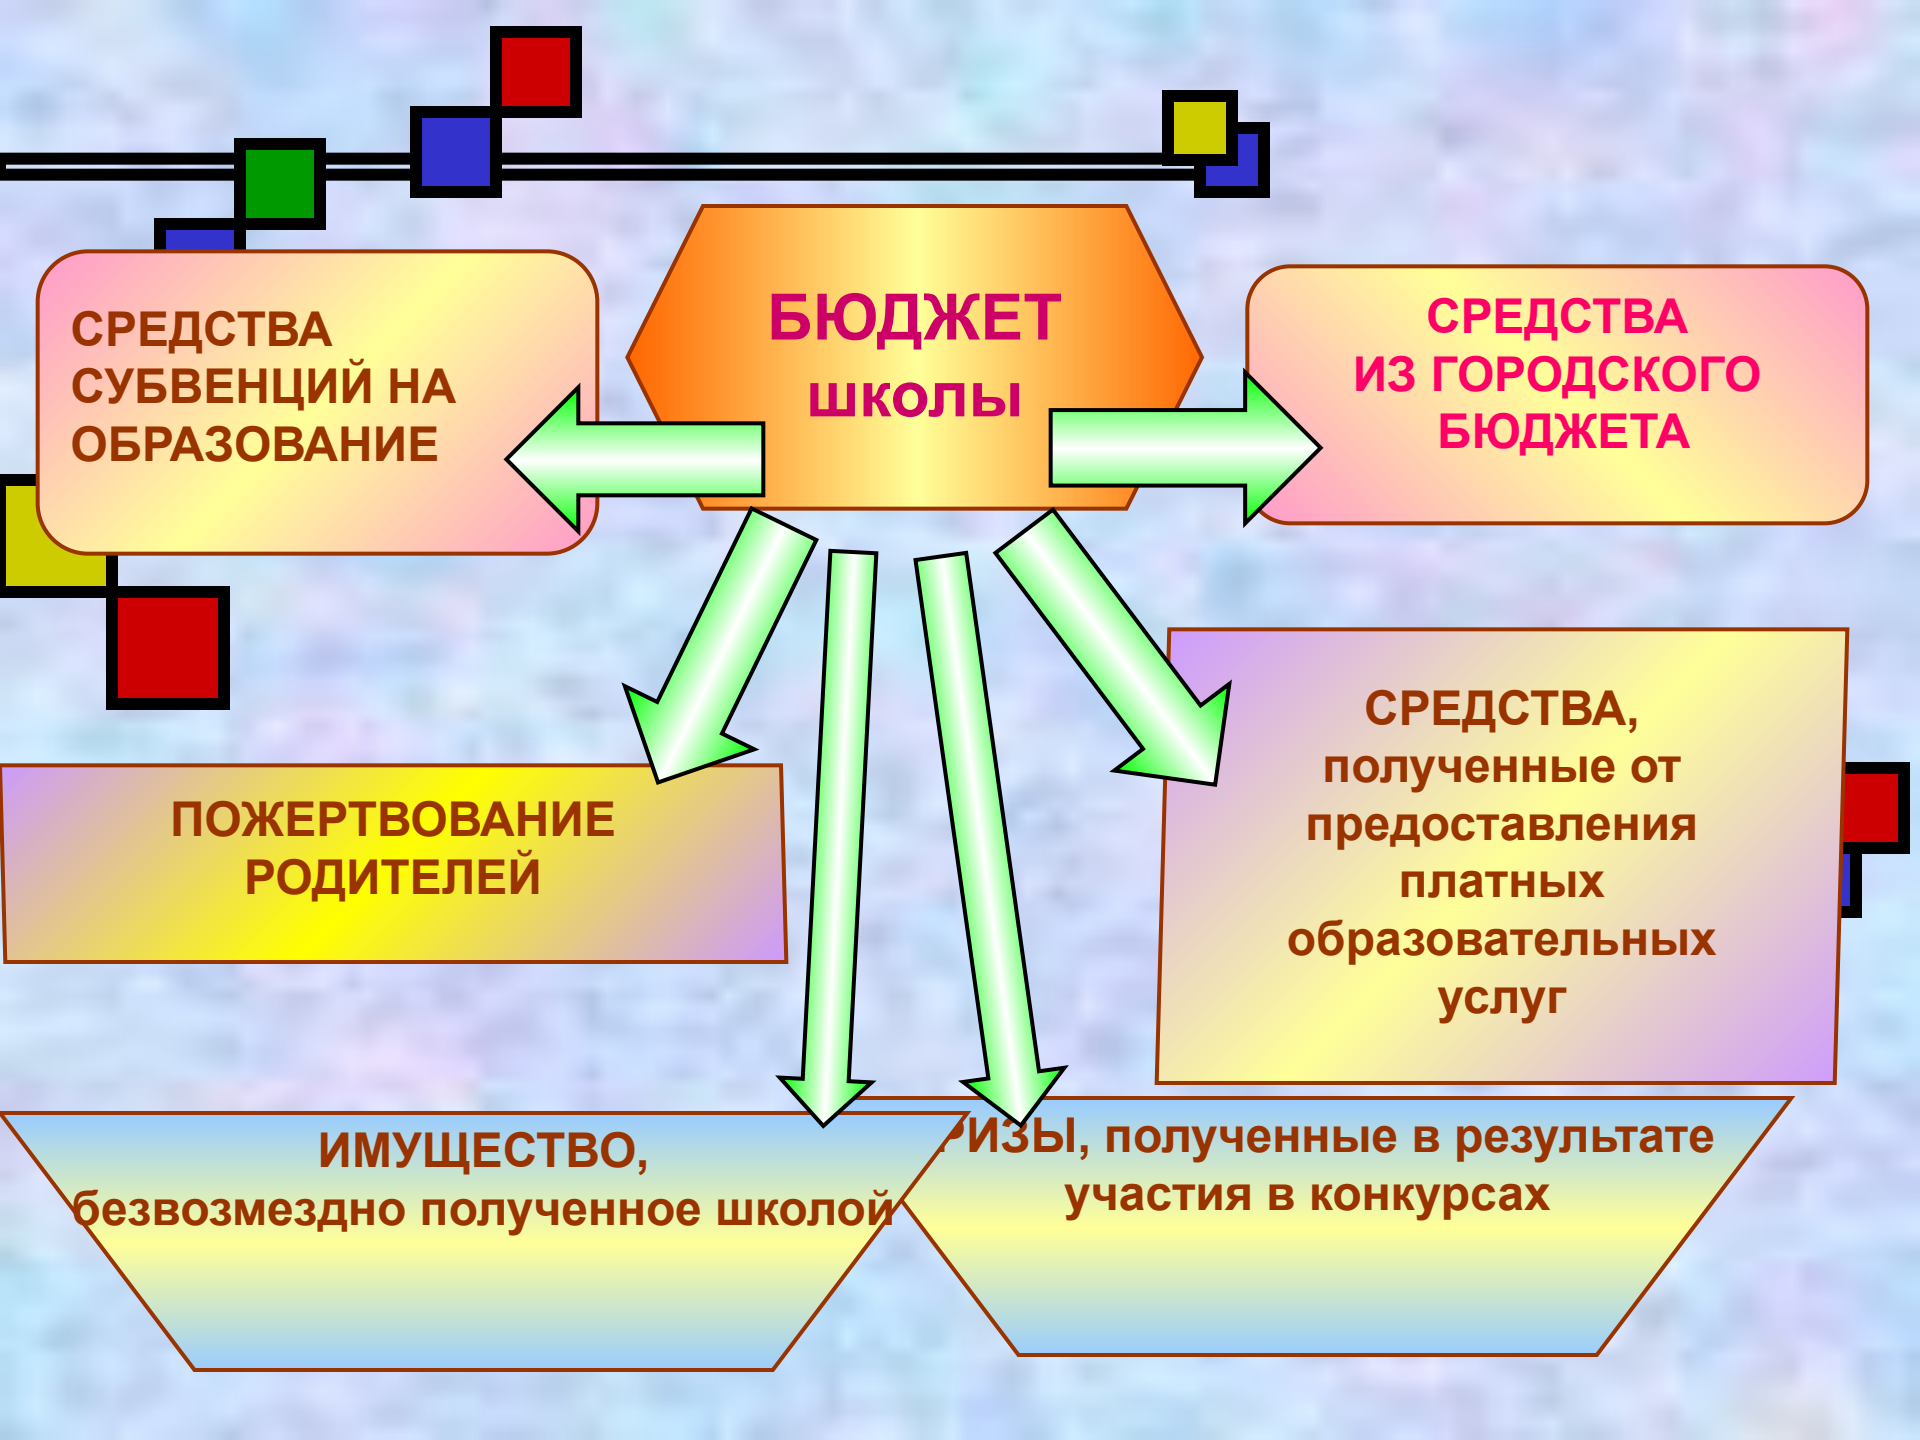 БЮДЖЕТ
школы
СРЕДСТВА
СУБВЕНЦИЙ НА
ОБРАЗОВАНИЕ
СРЕДСТВА
ИЗ ГОРОДСКОГО
БЮДЖЕТА
ПОЖЕРТВОВАНИЕ
РОДИТЕЛЕЙ
СРЕДСТВА,
полученные от
предоставления
платных
образовательных
услуг
ИМУЩЕСТВО,
безвозмездно полученное школой
РИЗЫ, полученные в результате
участия в конкурсах